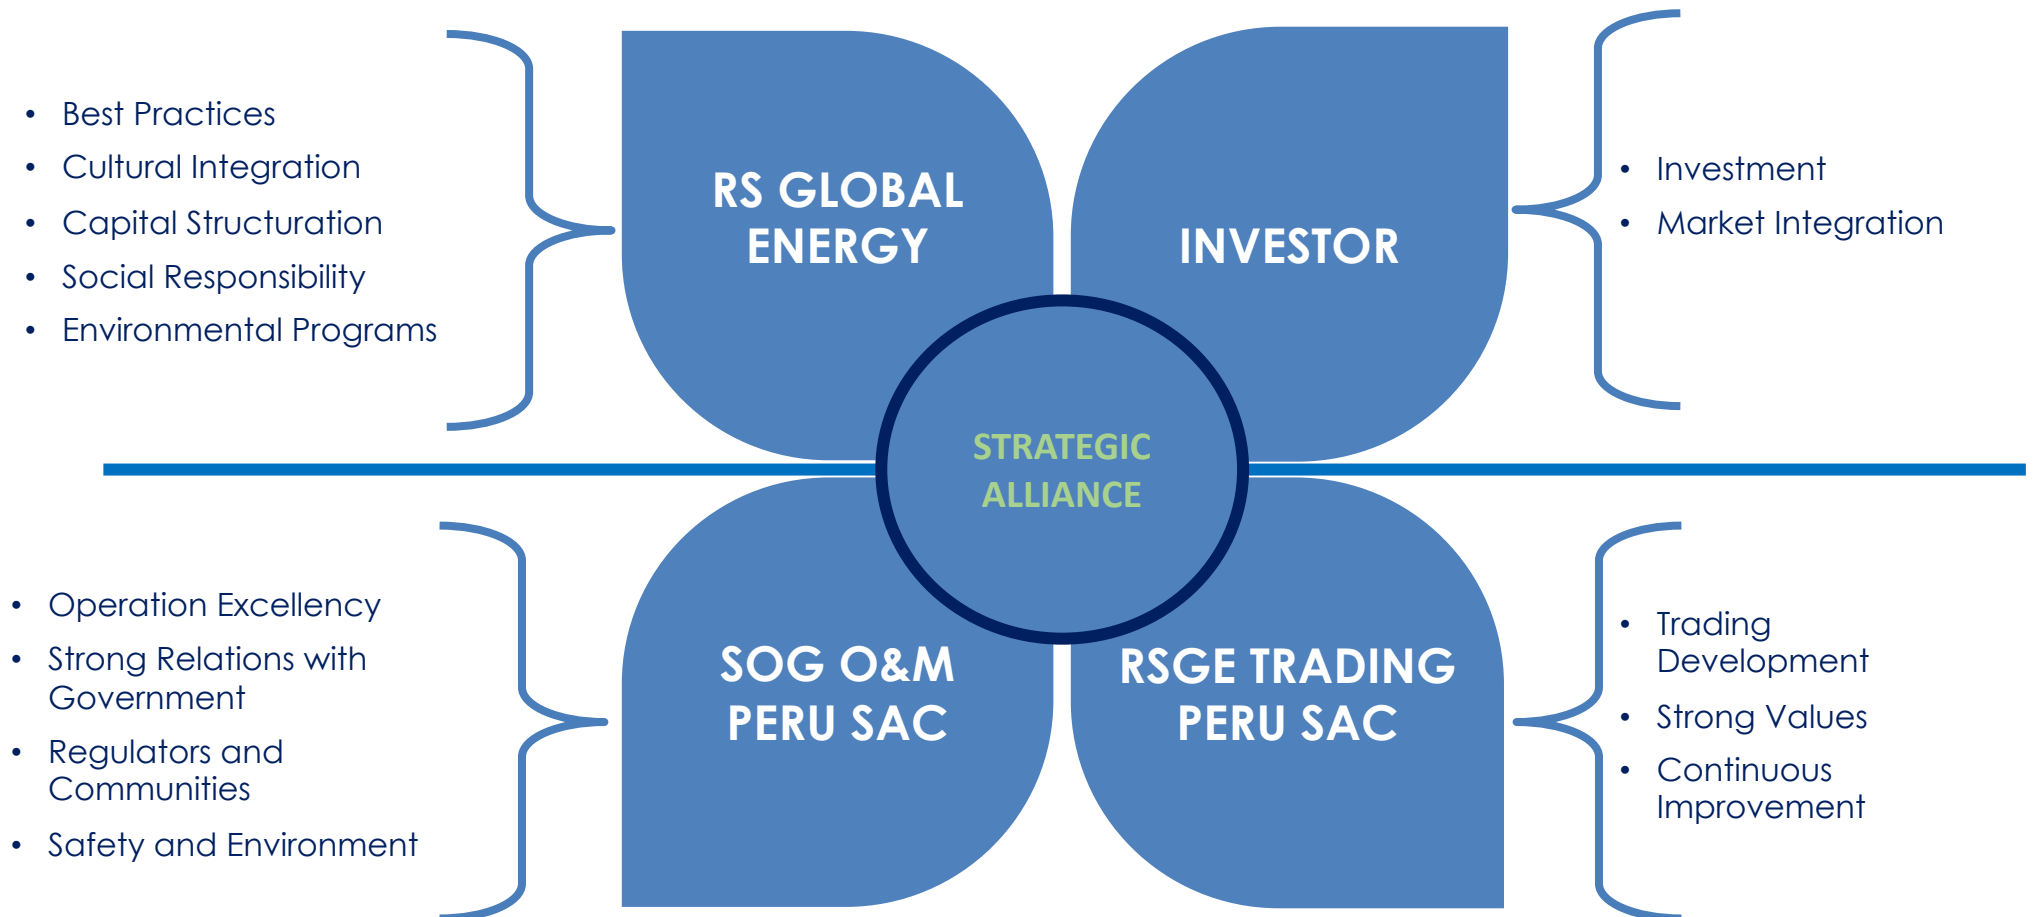 • Best Practices
• Cultural Integration
• Capital Structuration
• Social Responsibility
• Environmental Programs
RS GLOBAL
ENERGY
INVESTOR
• Investment
• Market Integration
STRATEGIC
ALLIANCE
• Operation Excellency
• Strong Relations with
Government
• Regulators and
Communities
• Safety and Environment
SOG O&M
PERU SAC
RSGE TRADING
PERU SAC
• Trading
Development
• Strong Values
• Continuous
Improvement